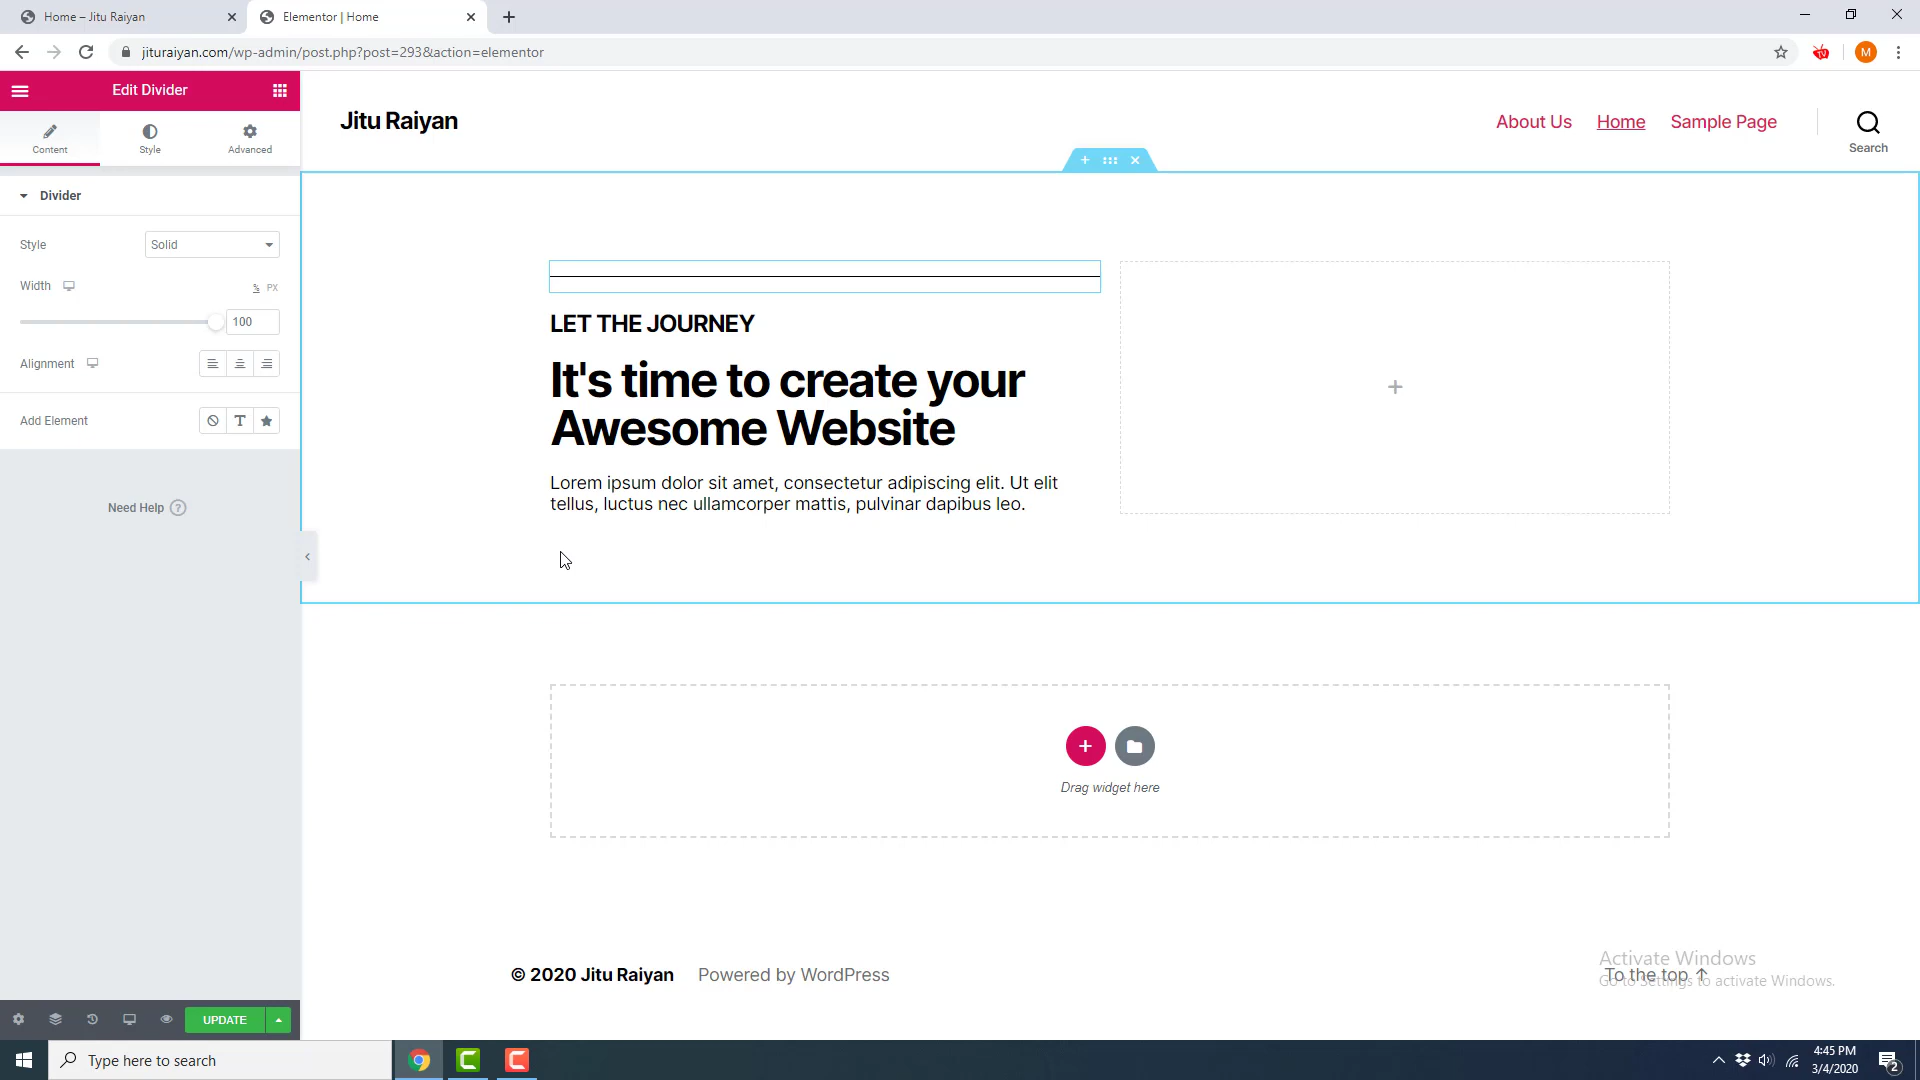 Home – Jitu Raiyan
Elementor | Home
jituraiyan.com/wp-admin/post.php?post=293&action=elementor
M
Edit Divider
Content
Style
Advanced
Jitu Raiyan
About Us
Home
Sample Page
Search
Divider
Style
Solid
Width
%
PX
100
Alignment
Add Element
Need Help ?
LET THE JOURNEY
It's time to create your
Awesome Website
Lorem ipsum dolor sit amet, consectetur adipiscing elit. Ut elit
tellus, luctus nec ullamcorper mattis, pulvinar dapibus leo.
Drag widget here
© 2020 Jitu Raiyan
Powered by WordPress
To the top ↑
Activate Windows
Go to Settings to activate Windows.
UPDATE
Type here to search
4:45 PM
3/4/2020
2